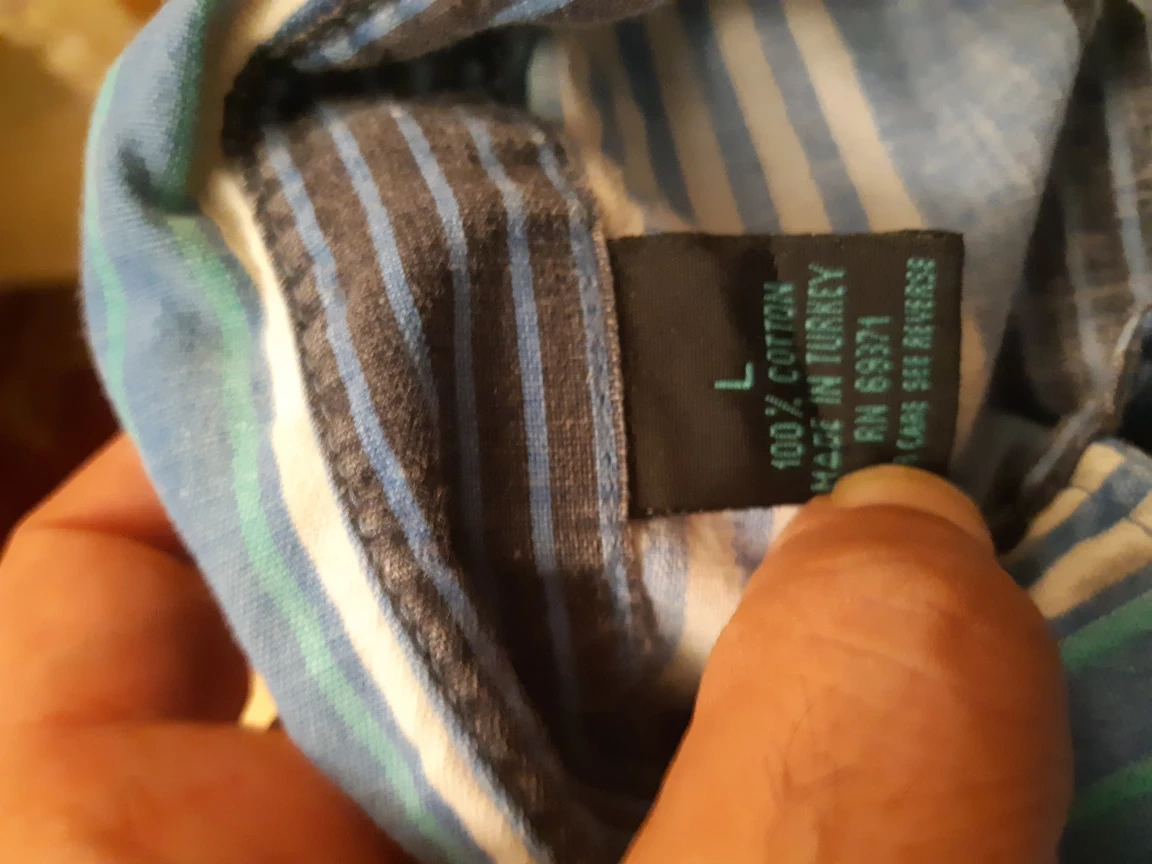 L
100% COTTON
MADE IN TURKEY
RN 69371
CARE SEE REVERSE